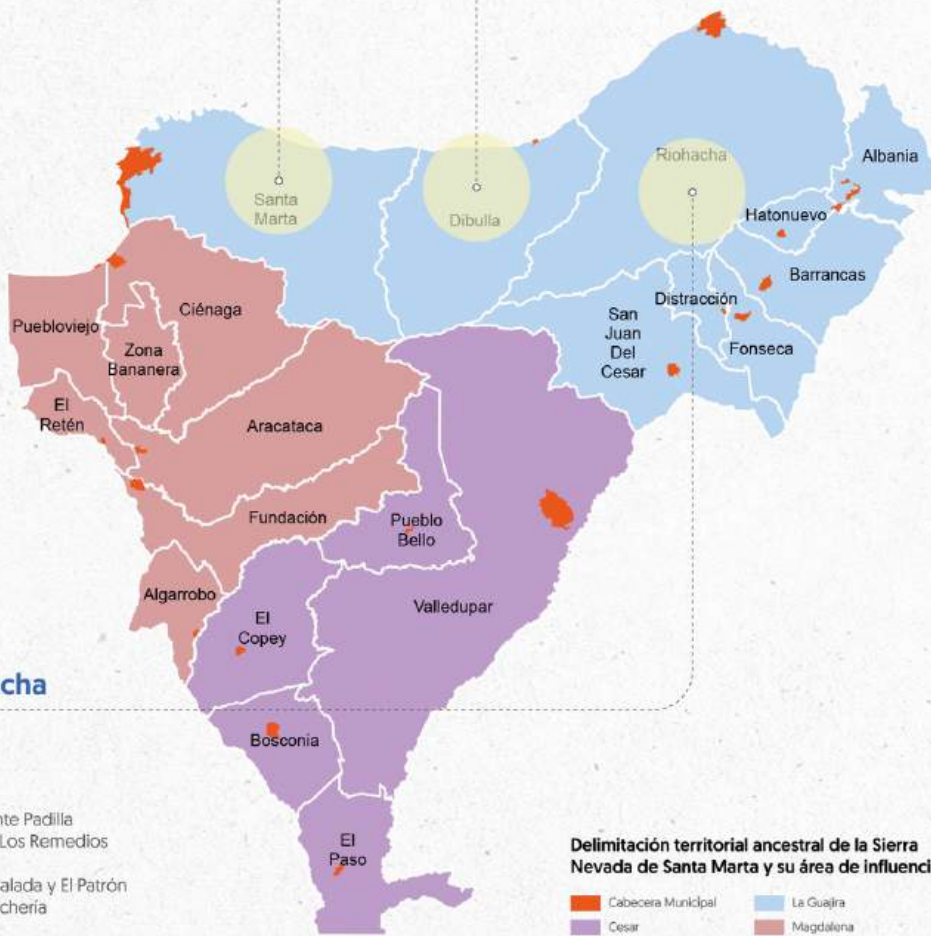 Santa
Marta
Dibulla
Riohacha
Albania
Hatonuevo
Barrancas
Distracción
Fonseca
San
Juan
Del
Cesar
Puebloviejo
Ciénaga
Zona
Bananera
El
Retén
Aracataca
Fundación
Pueblo
Bello
Algarrobo
El
Copey
Valledupar
cha
Bosconia
El
Paso
nte Padilla
Los Remedios
alada y El Patrón
chería
Delimitación territorial ancestral de la Sierra
Nevada de Santa Marta y su área de influenci
Cabecera Municipal
La Guajira
Cesar
Magdalena